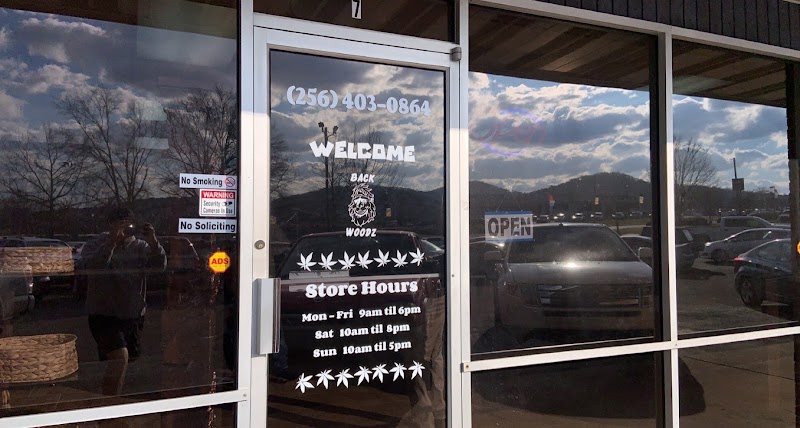 7
(256) 403-0864
WELCOME
BACK
WOODZ
Store Hours
Mon - Fri 9am til 6pm
Sat 10am til 8pm
Sun 10am til 5pm
No Smoking
WARNING
Security
Cameras in Use
No Soliciting
ADS
OPEN